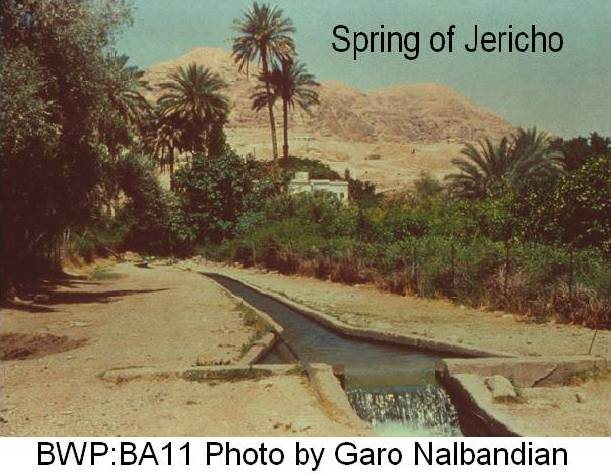 Spring of Jericho
BWP:BA11 Photo by Garo Nalbandian